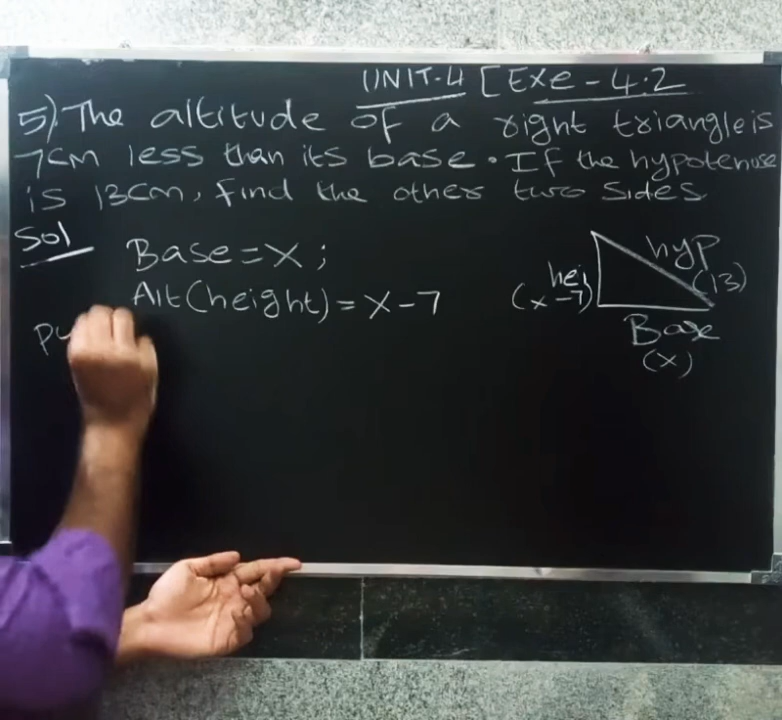 UNIT-4 [Exe-4.2
5) The altitude of a right triangle is
7cm less than its base. If the hypotenuse
is 13cm, find the other two sides
Sol
Base = x ;
Alt(height) = x-7
hyp
(13)
hei
(x-7)
Base
(x)